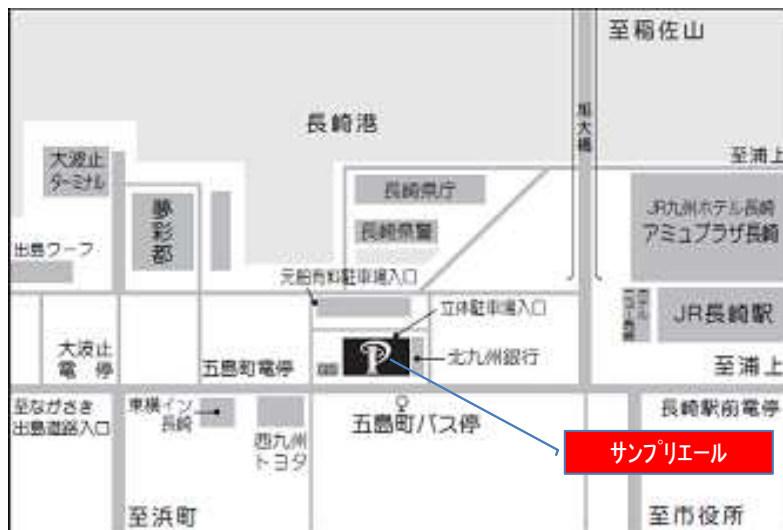 至稲佐山
旭大橋
長崎港
至浦上
大波止
ターミナル
長崎県庁
夢彩都
JR九州ホテル長崎
アミュプラザ長崎
長崎県警
出島ワーフ
元船有料駐車場入口
立体駐車場入口
JR長崎駅
大波止
電停
五島町電停
北九州銀行
至浦上
至ながさき
出島道路入口
東横イン
長崎
五島町バス停
長崎駅前電停
西九州
トヨタ
サンプリエール
至浜町
至市役所